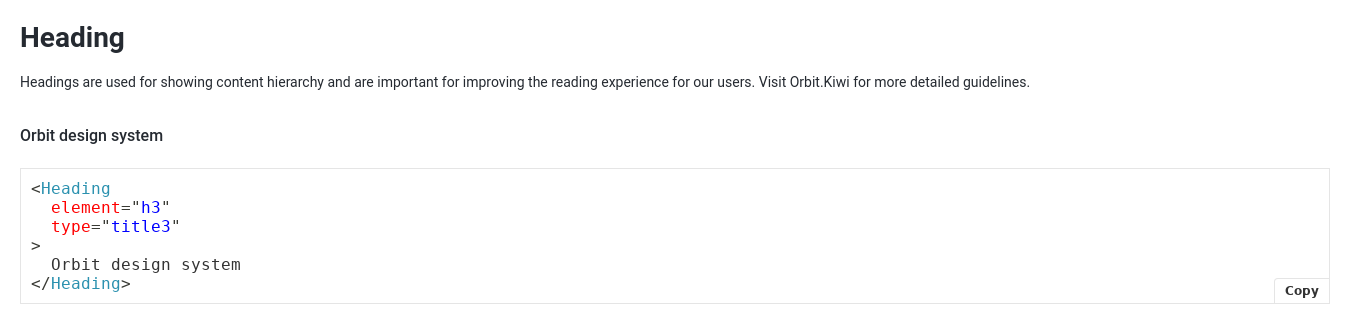 Heading
Headings are used for showing content hierarchy and are important for improving the reading experience for our users. Visit Orbit.Kiwi for more detailed guidelines.
Orbit design system
<Heading
  element="h3"
  type="title3"
>
  Orbit design system
</Heading>
Copy